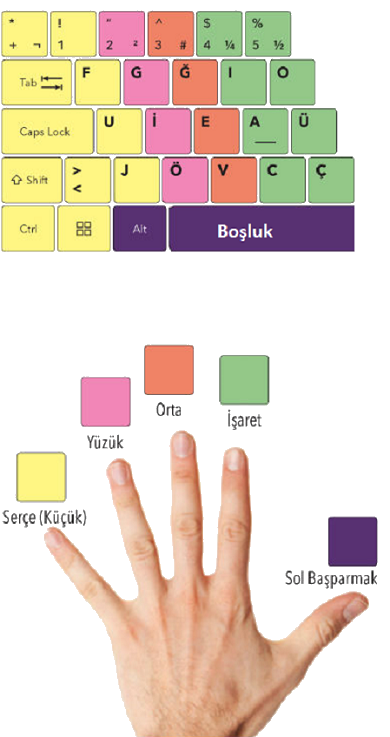 * ! " ^ $ %
+ ¬ 1 2 ² 3 # 4 ¼ 5 ½
Tab F G Ğ I O
Caps Lock U İ E A Ü
Shift > < J Ö V C Ç
Ctrl Alt Boşluk
Orta
İşaret
Yüzük
Serçe (Küçük)
Sol Başparmak